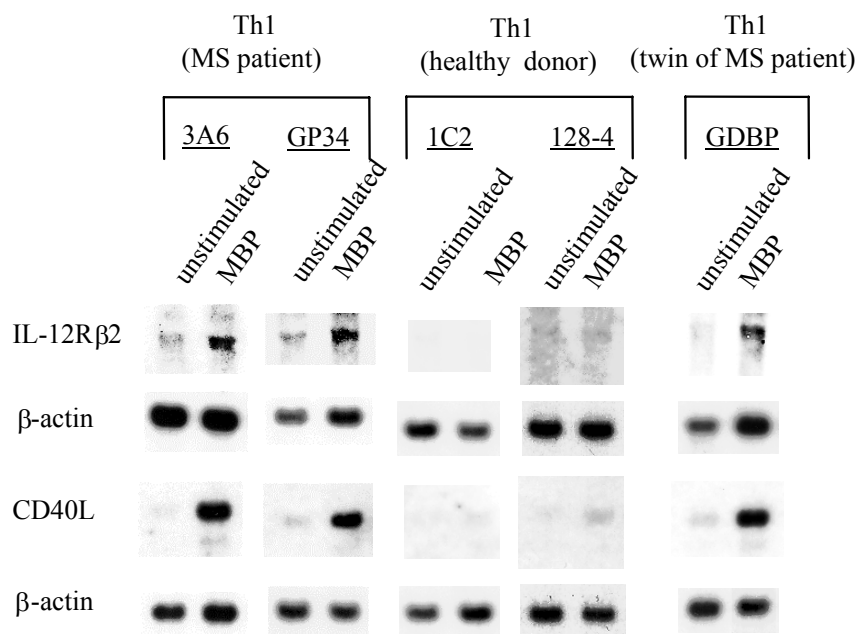 Th1
(MS patient)
Th1
(healthy donor)
Th1
(twin of MS patient)
3A6
GP34
1C2
128-4
GDBP
unstimulated
MBP
unstimulated
MBP
unstimulated
MBP
unstimulated
MBP
unstimulated
MBP
IL-12Rβ2
β-actin
CD40L
β-actin